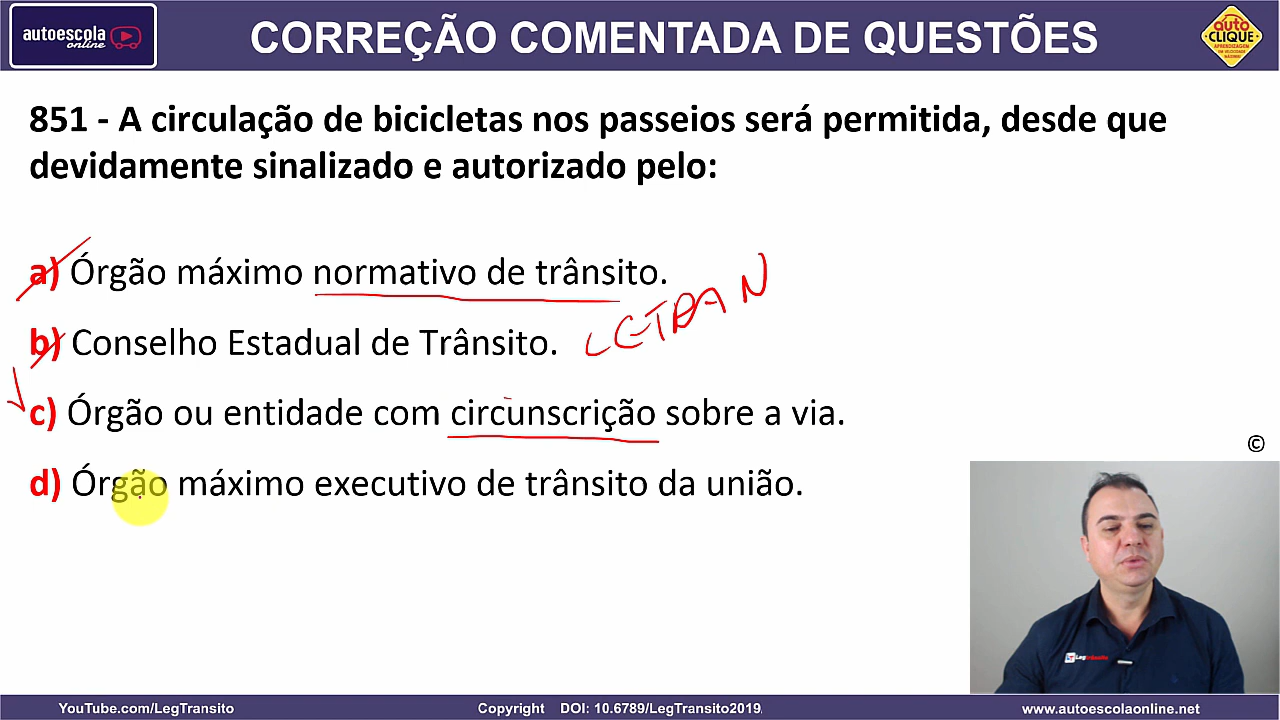 autoescola
online
CORREÇÃO COMENTADA DE QUESTÕES
auto
CLIQUE
851 - A circulação de bicicletas nos passeios será permitida, desde que
devidamente sinalizado e autorizado pelo:
a) Órgão máximo normativo de trânsito.
b) Conselho Estadual de Trânsito.
CETRAN
c) Órgão ou entidade com circunscrição sobre a via.
d) Órgão máximo executivo de trânsito da união.
©
YouTube.com/LegTransito
Copyright DOI: 10.6789/LegTransito2019
www.autoescolaonline.net